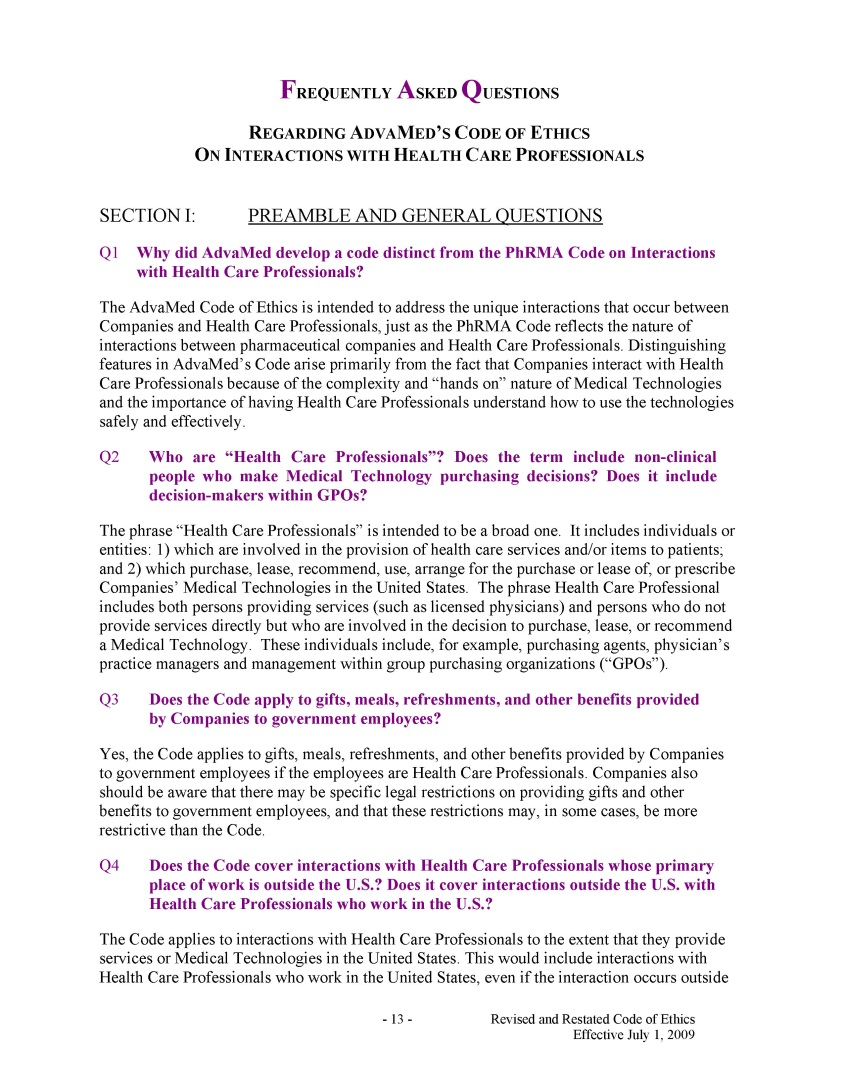 FREQUENTLY ASKED QUESTIONS
REGARDING ADVAMED'S CODE OF ETHICS
ON INTERACTIONS WITH HEALTH CARE PROFESSIONALS
SECTION I: PREAMBLE AND GENERAL QUESTIONS
Q1 Why did AdvaMed develop a code distinct from the PhRMA Code on Interactions
with Health Care Professionals?
The AdvaMed Code of Ethics is intended to address the unique interactions that occur between
Companies and Health Care Professionals, just as the PhRMA Code reflects the nature of
interactions between pharmaceutical companies and Health Care Professionals. Distinguishing
features in AdvaMed's Code arise primarily from the fact that Companies interact with Health
Care Professionals because of the complexity and “hands on” nature of Medical Technologies
and the importance of having Health Care Professionals understand how to use the technologies
safely and effectively.
Q2 Who are “Health Care Professionals”? Does the term include non-clinical
people who make Medical Technology purchasing decisions? Does it include
decision-makers within GPOs?
The phrase “Health Care Professionals” is intended to be a broad one. It includes individuals or
entities: 1) which are involved in the provision of health care services and/or items to patients;
and 2) which purchase, lease, recommend, use, arrange for the purchase or lease of, or prescribe
Companies' Medical Technologies in the United States. The phrase Health Care Professional
includes both persons providing services (such as licensed physicians) and persons who do not
provide services directly but who are involved in the decision to purchase, lease, or recommend
a Medical Technology. These individuals include, for example, purchasing agents, physician's
practice managers and management within group purchasing organizations (“GPOs”).
Q3 Does the Code apply to gifts, meals, refreshments, and other benefits provided
by Companies to government employees?
Yes, the Code applies to gifts, meals, refreshments, and other benefits provided by Companies
to government employees if the employees are Health Care Professionals. Companies also
should be aware that there may be specific legal restrictions on providing gifts and other
benefits to government employees, and that these restrictions may, in some cases, be more
restrictive than the Code.
Q4 Does the Code cover interactions with Health Care Professionals whose primary
place of work is outside the U.S.? Does it cover interactions outside the U.S. with
Health Care Professionals who work in the U.S.?
The Code applies to interactions with Health Care Professionals to the extent that they provide
services or Medical Technologies in the United States. This would include interactions with
Health Care Professionals who work in the United States, even if the interaction occurs outside
- 13 - Revised and Restated Code of Ethics
Effective July 1, 2009